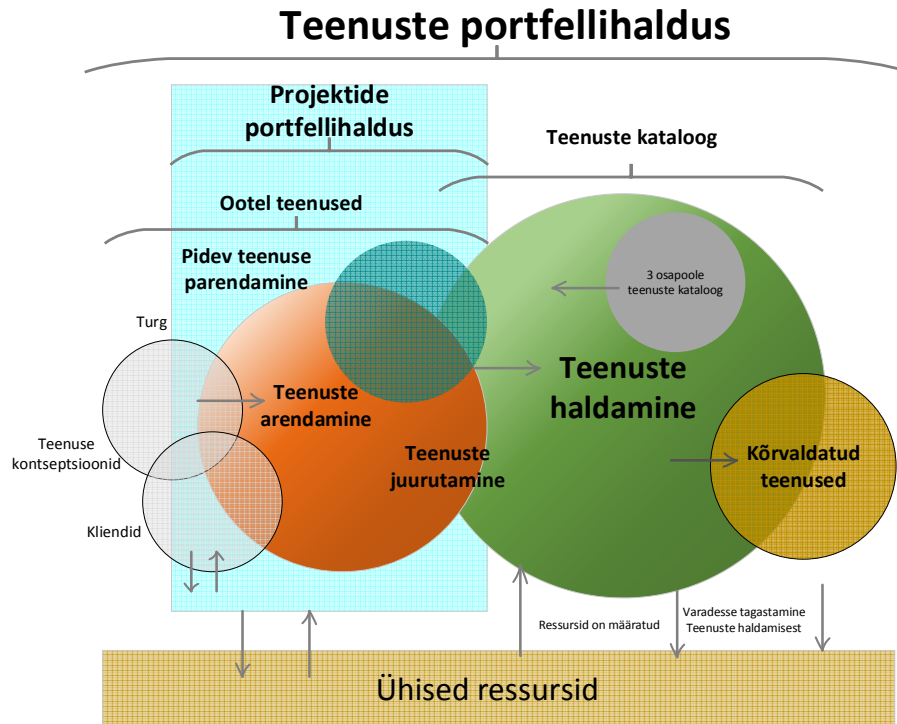 Teenuste portfellihaldus
Projektide
portfellihaldus
Teenuste kataloog
Ootel teenused
Pidev teenuse
parendamine
3 osapoole
teenuste kataloog
Turg
Teenuste
haldamine
Teenuste
arendamine
Teenuse
kontseptsioonid
Teenuste
juurutamine
Kõrvaldatud
teenused
Kliendid
Ressursid on määratud
Varadesse tagastamine
Teenuste haldamisest
Ühised ressursid